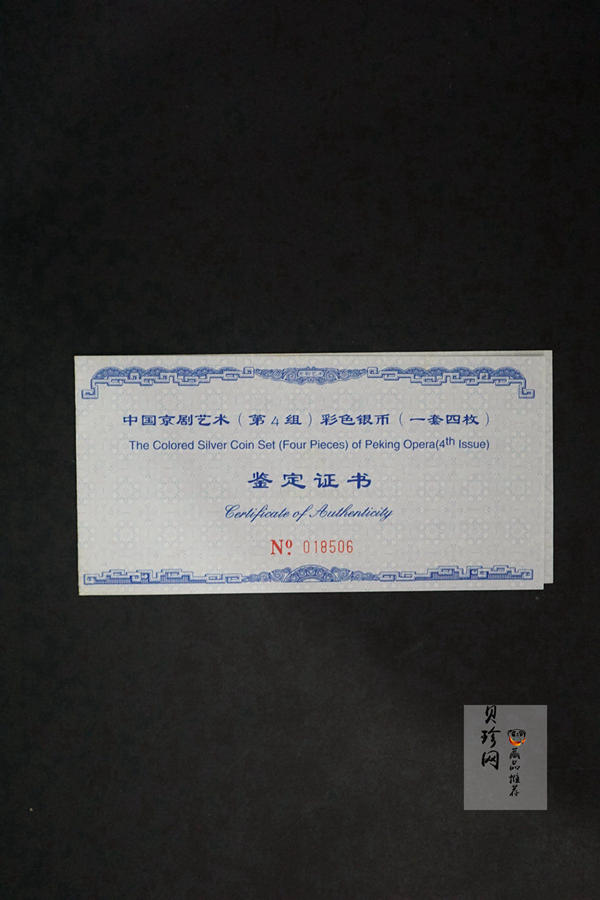 中国京剧艺术（第4组）彩色银币（一套四枚）
The Colored Silver Coin Set (Four Pieces) of Peking Opera(4th Issue)
鉴定证书
Certificate of Authenticity
Nº 018506
贝珍网
藏品推荐